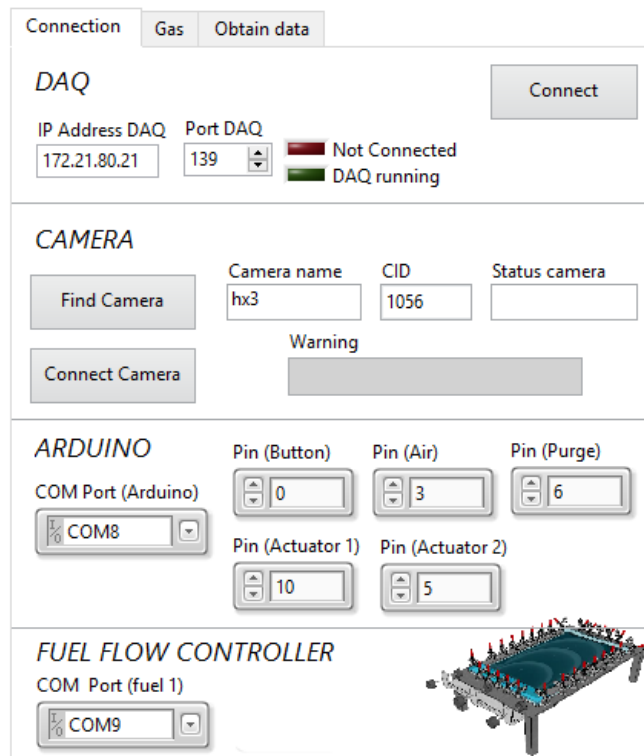 Connection Gas Obtain data
DAQ
Connect
IP Address DAQ Port DAQ
172.21.80.21 139
Not Connected
DAQ running
CAMERA
Find Camera
Camera name CID Status camera
hx3 1056
Connect Camera
Warning
ARDUINO
COM Port (Arduino)
I/0 COM8
Pin (Button) Pin (Air) Pin (Purge)
0 3 6
Pin (Actuator 1) Pin (Actuator 2)
10 5
FUEL FLOW CONTROLLER
COM Port (fuel 1)
I/0 COM9